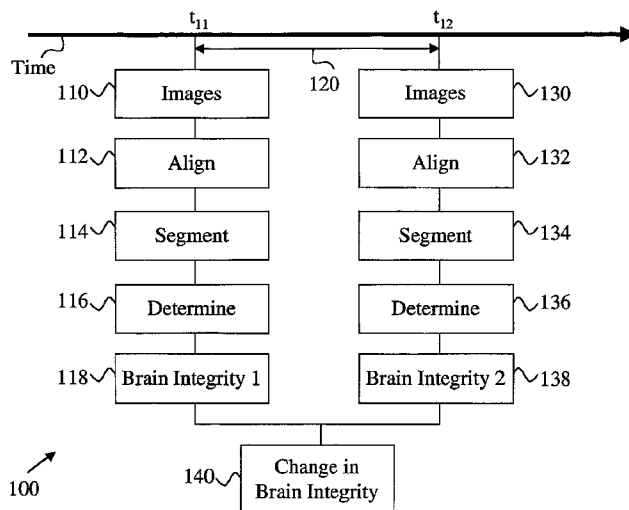 t11 t12
Time
120
110 Images Images 130
112 Align Align 132
114 Segment Segment 134
116 Determine Determine 136
118 Brain Integrity 1 Brain Integrity 2 138
140 Change in
Brain Integrity
100